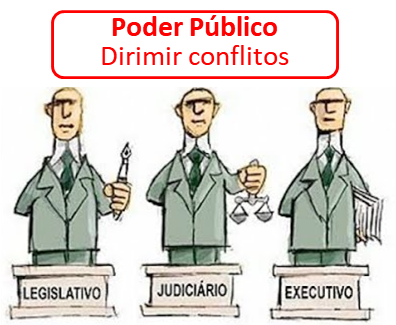 Poder Público
Dirimir conflitos
LEGISLATIVO
JUDICIÁRIO
EXECUTIVO